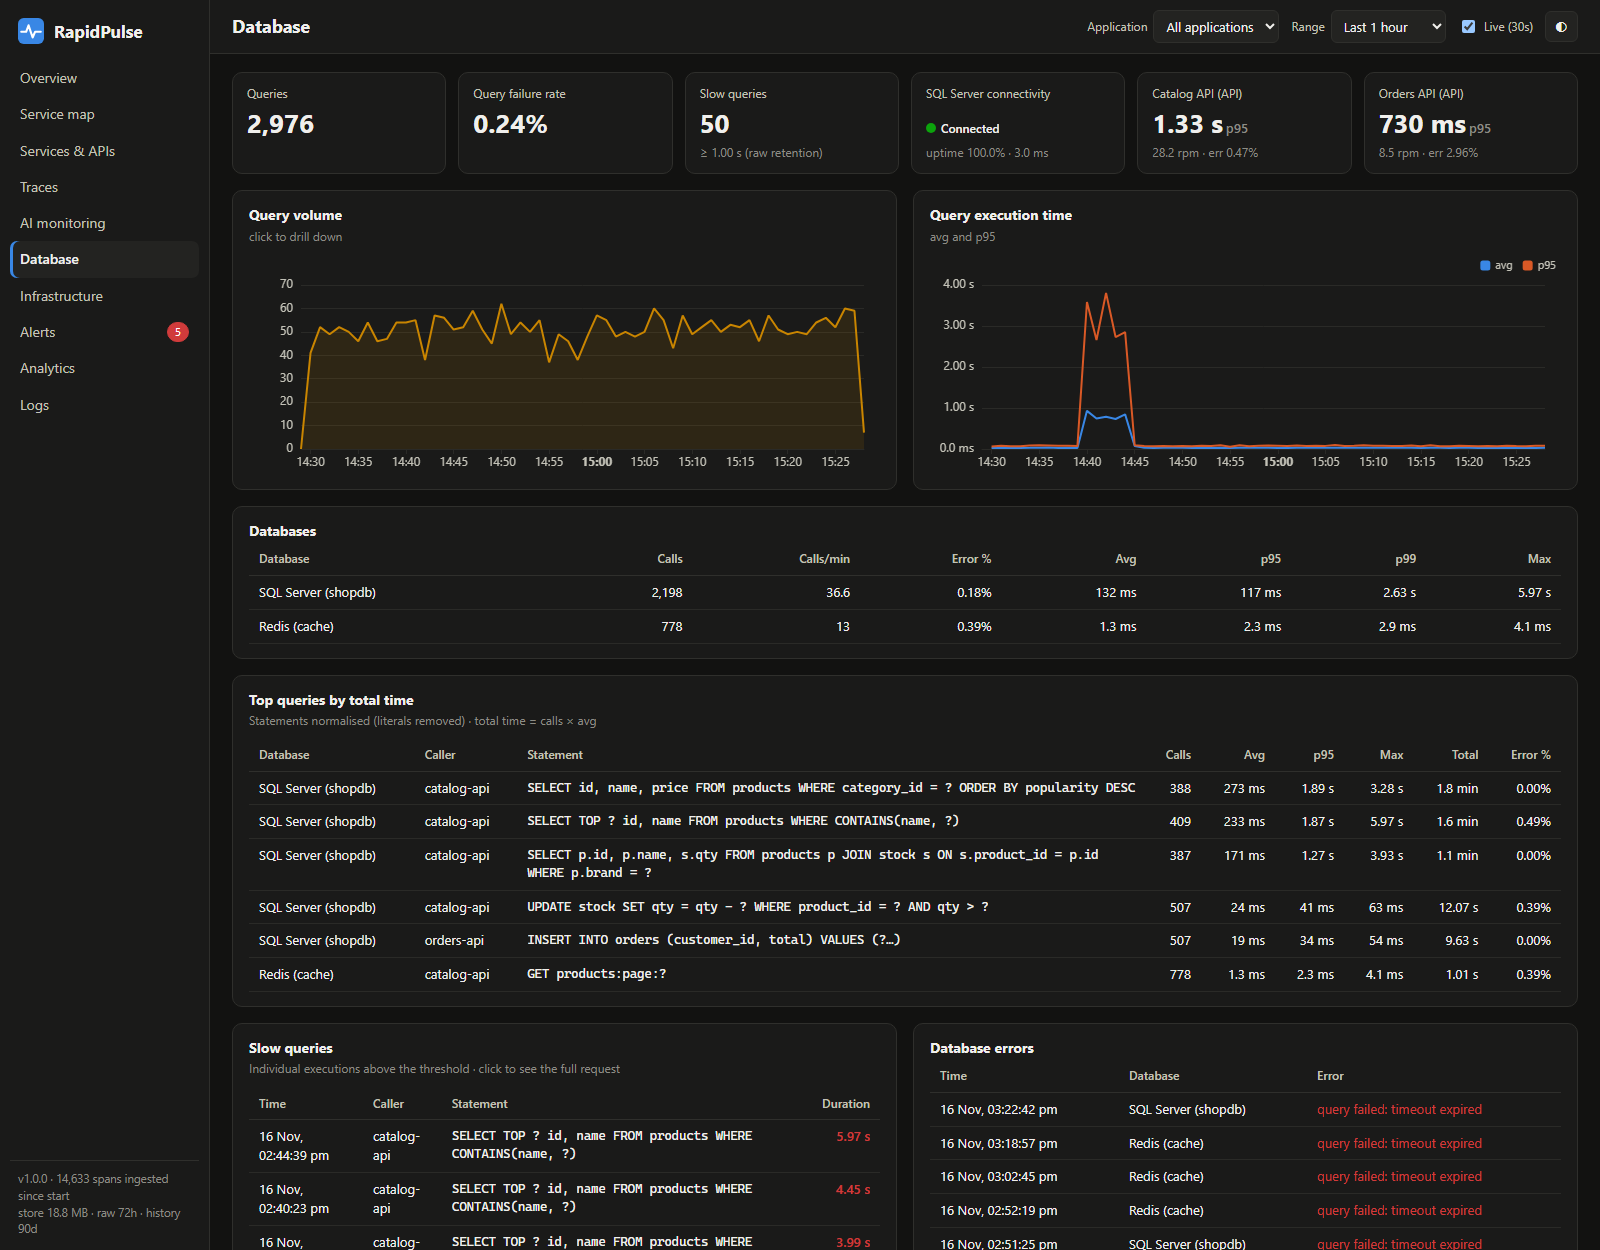 RapidPulse
Overview
Service map
Services & APIs
Traces
AI monitoring
Database
Infrastructure
Alerts 5
Analytics
Logs
v1.0.0 · 14,633 spans ingested
since start
store 18.8 MB · raw 72h · history
90d
Database
Application All applications Range Last 1 hour Live (30s)
Queries
2,976
Query failure rate
0.24%
Slow queries
50
≥ 1.00 s (raw retention)
SQL Server connectivity
Connected
uptime 100.0% · 3.0 ms
Catalog API (API)
1.33 s p95
28.2 rpm · err 0.47%
Orders API (API)
730 ms p95
8.5 rpm · err 2.96%
Query volume
click to drill down
70
60
50
40
30
20
10
0
14:30 14:35 14:40 14:45 14:50 14:55 15:00 15:05 15:10 15:15 15:20 15:25
Query execution time
avg and p95
avg p95
4.00 s
3.00 s
2.00 s
1.00 s
0.0 ms
14:30 14:35 14:40 14:45 14:50 14:55 15:00 15:05 15:10 15:15 15:20 15:25
Databases
Database Calls Calls/min Error % Avg p95 p99 Max
SQL Server (shopdb) 2,198 36.6 0.18% 132 ms 117 ms 2.63 s 5.97 s
Redis (cache) 778 13 0.39% 1.3 ms 2.3 ms 2.9 ms 4.1 ms
Top queries by total time
Statements normalised (literals removed) · total time = calls × avg
Database Caller Statement Calls Avg p95 Max Total Error %
SQL Server (shopdb) catalog-api SELECT id, name, price FROM products WHERE category_id = ? ORDER BY popularity DESC 388 273 ms 1.89 s 3.28 s 1.8 min 0.00%
SQL Server (shopdb) catalog-api SELECT TOP ? id, name FROM products WHERE CONTAINS(name, ?) 409 233 ms 1.87 s 5.97 s 1.6 min 0.49%
SQL Server (shopdb) catalog-api SELECT p.id, p.name, s.qty FROM products p JOIN stock s ON s.product_id = p.id 387 171 ms 1.27 s 3.93 s 1.1 min 0.00%
WHERE p.brand = ?
SQL Server (shopdb) catalog-api UPDATE stock SET qty = qty - ? WHERE product_id = ? AND qty > ? 507 24 ms 41 ms 63 ms 12.07 s 0.39%
SQL Server (shopdb) orders-api INSERT INTO orders (customer_id, total) VALUES (?…) 507 19 ms 34 ms 54 ms 9.63 s 0.00%
Redis (cache) catalog-api GET products:page:? 778 1.3 ms 2.3 ms 4.1 ms 1.01 s 0.39%
Slow queries
Individual executions above the threshold · click to see the full request
Time Caller Statement Duration
16 Nov, catalog- SELECT TOP ? id, name FROM products WHERE 5.97 s
02:44:39 pm api CONTAINS(name, ?)
16 Nov, catalog- SELECT TOP ? id, name FROM products WHERE 4.45 s
02:40:23 pm api CONTAINS(name, ?)
16 Nov, catalog- SELECT TOP ? id, name FROM products WHERE 3.99 s
Database errors
Time Database Error
16 Nov, 03:22:42 pm SQL Server (shopdb) query failed: timeout expired
16 Nov, 03:18:57 pm Redis (cache) query failed: timeout expired
16 Nov, 03:02:45 pm Redis (cache) query failed: timeout expired
16 Nov, 02:52:19 pm Redis (cache) query failed: timeout expired
16 Nov, 02:51:25 pm SQL Server (shopdb) query failed: timeout expired